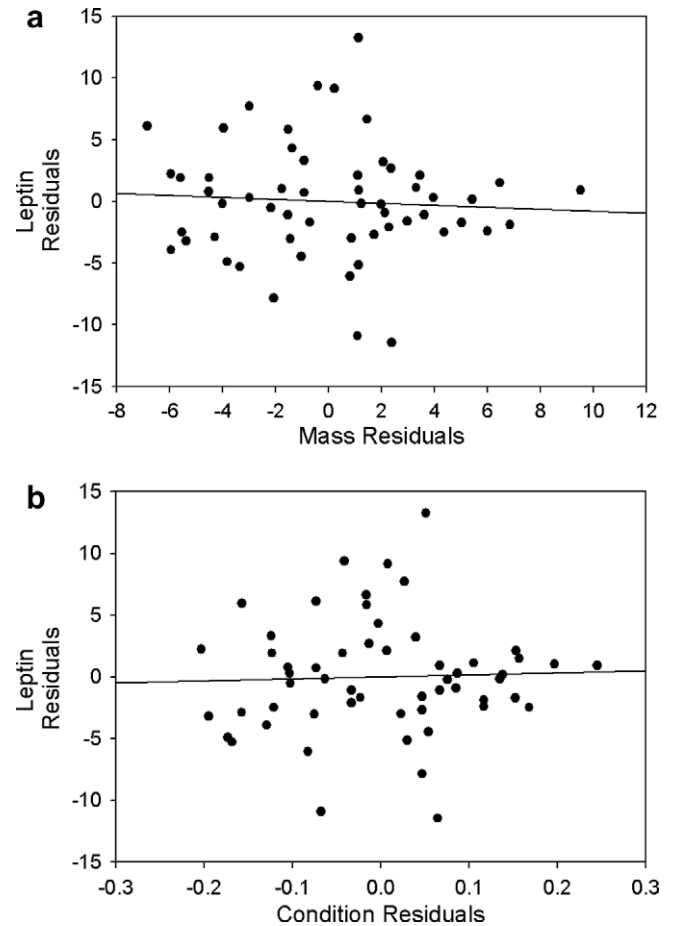 a
15
10
5
0
-5
-10
-15
Leptin
Residuals
-8 -6 -4 -2 0 2 4 6 8 10 12
Mass Residuals
b
15
10
5
0
-5
-10
-15
Leptin
Residuals
-0.3 -0.2 -0.1 0.0 0.1 0.2 0.3
Condition Residuals